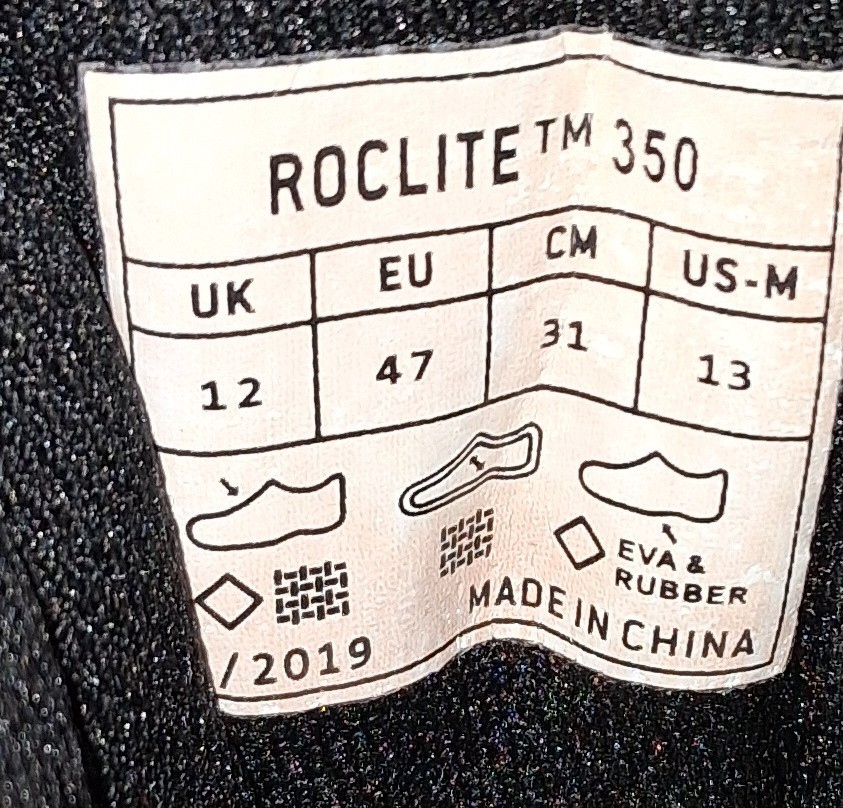 ROCLITE™ 350
UK EU CM US-M
12 47 31 13
EVA &
RUBBER
MADE IN CHINA
/2019